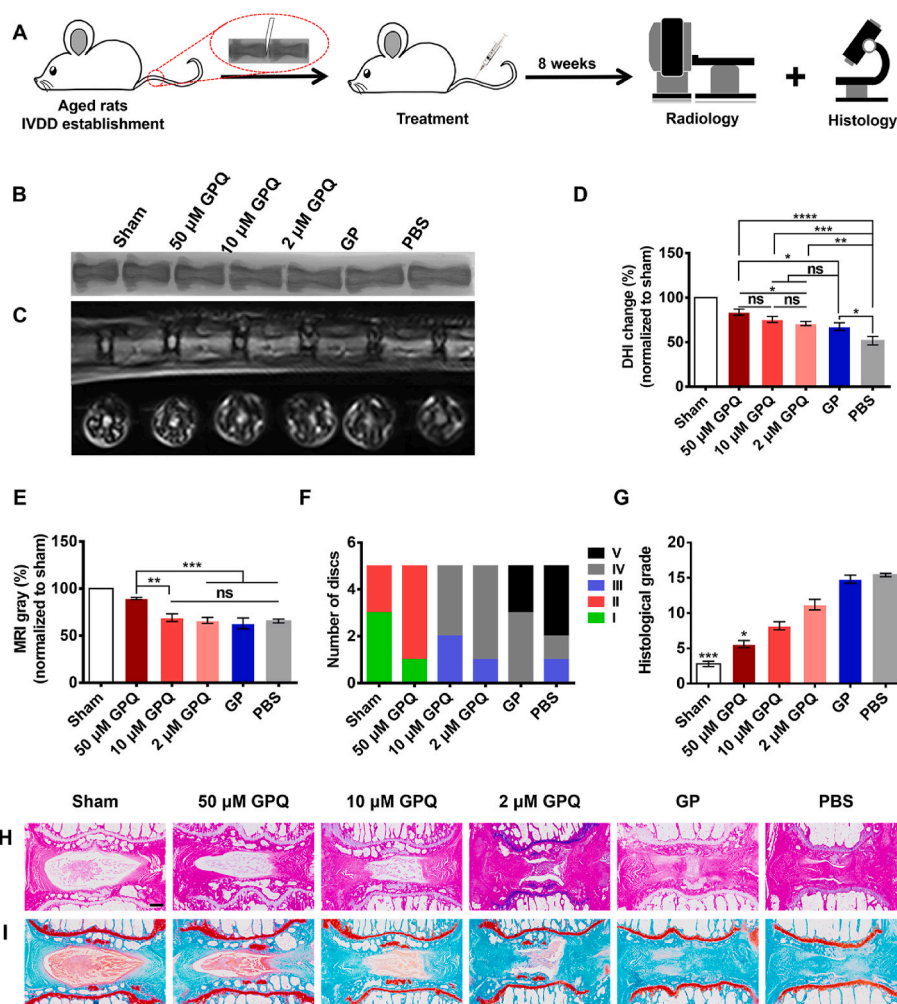 A
Aged rats
IVDD establishment
Treatment
8 weeks
+
Radiology
Histology
B
Sham
50 μM GPQ
10 μM GPQ
2 μM GPQ
GP
PBS
C
D
DHI change (%)
(normalized to sham)
150
100
50
0
****
***
**
*
ns
*
ns
ns
*
Sham
50 μM GPQ
10 μM GPQ
2 μM GPQ
GP
PBS
E
MRI gray (%)
(normalized to sham)
150
100
50
0
***
**
ns
Sham
50 μM GPQ
10 μM GPQ
2 μM GPQ
GP
PBS
F
Number of discs
6
4
2
0
V
IV
III
II
I
Sham
50 μM GPQ
10 μM GPQ
2 μM GPQ
GP
PBS
G
Histological grade
20
15
10
5
0
***
*
Sham
50 μM GPQ
10 μM GPQ
2 μM GPQ
GP
PBS
Sham
50 μM GPQ
10 μM GPQ
2 μM GPQ
GP
PBS
H
I